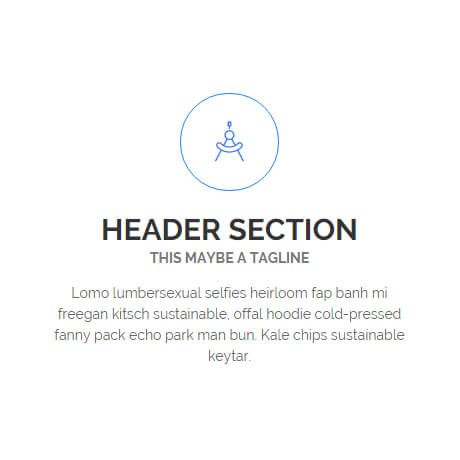 HEADER SECTION
THIS MAYBE A TAGLINE
Lomo lumbersexual selfies heirloom fap banh mi
freegan kitsch sustainable, offal hoodie cold-pressed
fanny pack echo park man bun. Kale chips sustainable
keytar.